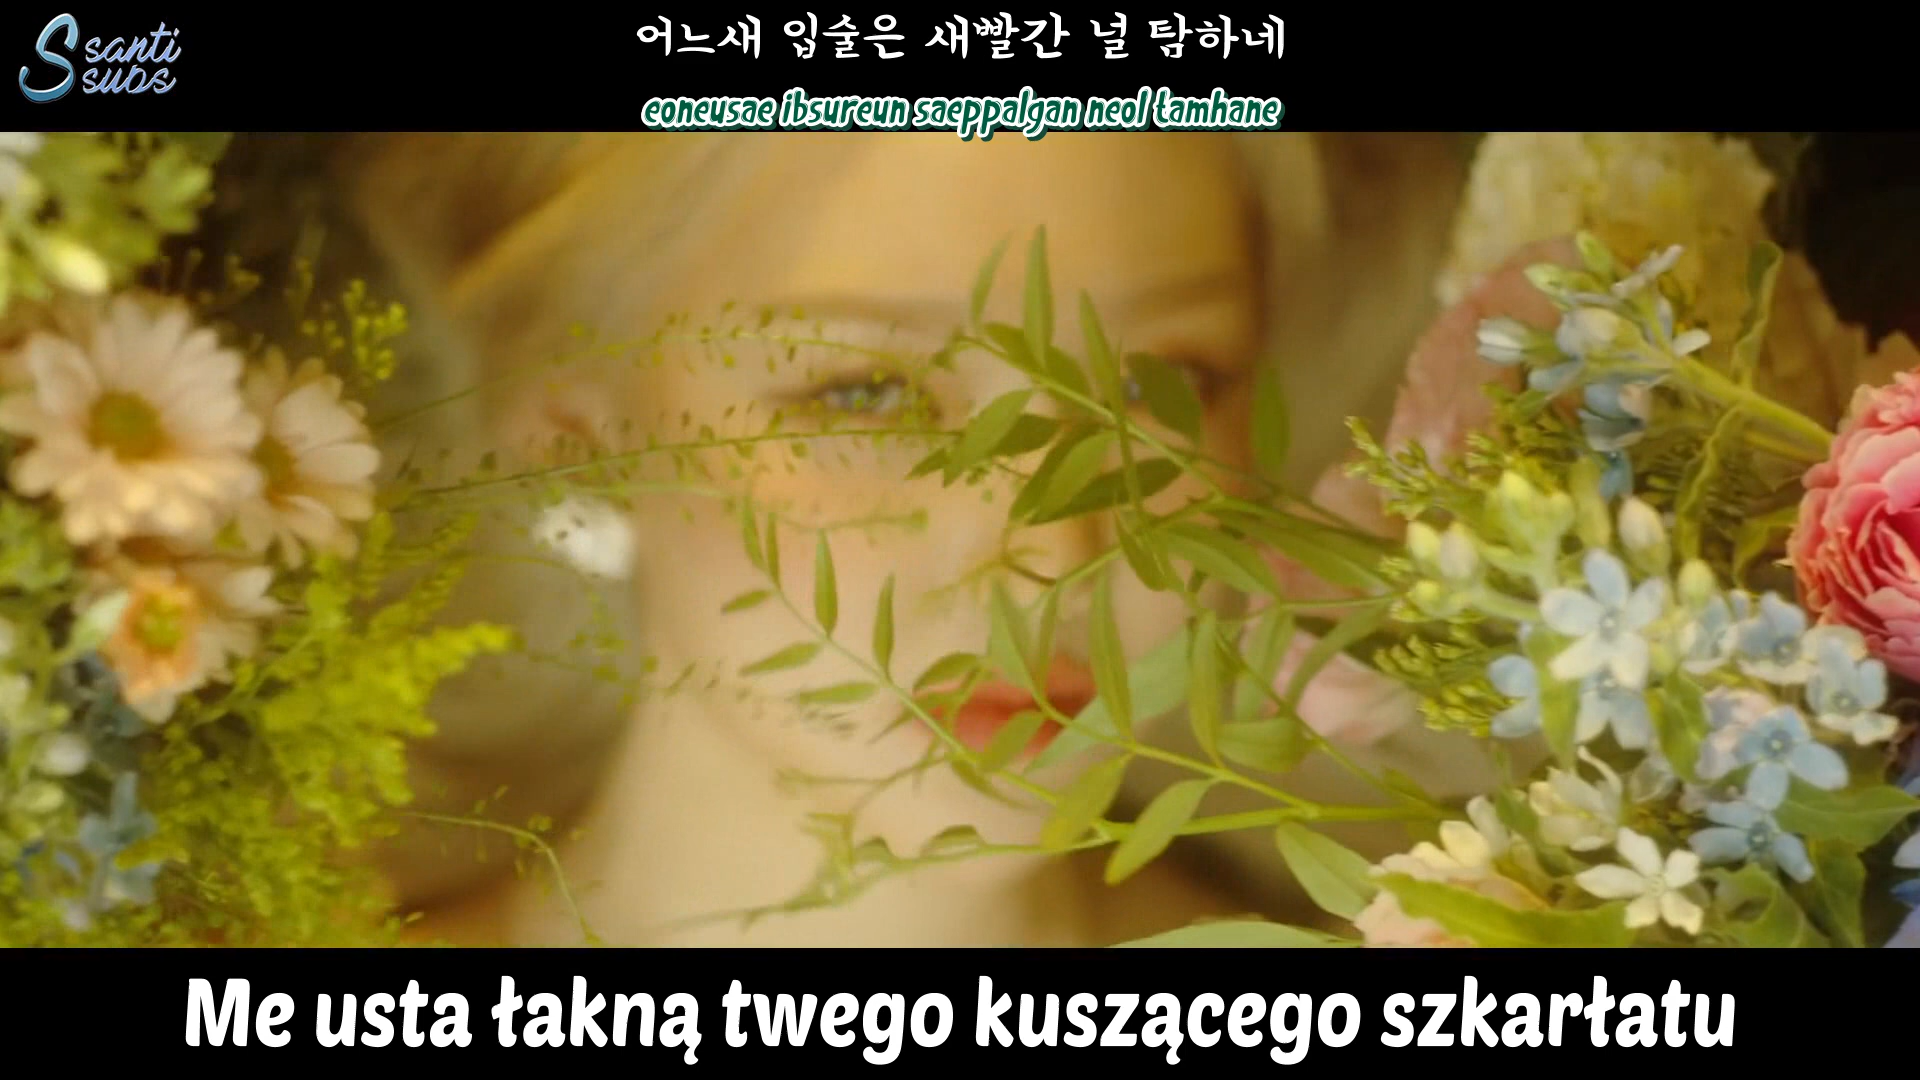 Ssanti
subs
어느새 입술은 새빨간 널 탐하네
eoneusae ibsureun saeppalgan neol tamhane
Me usta łakną twego kuszącego szkarłatu